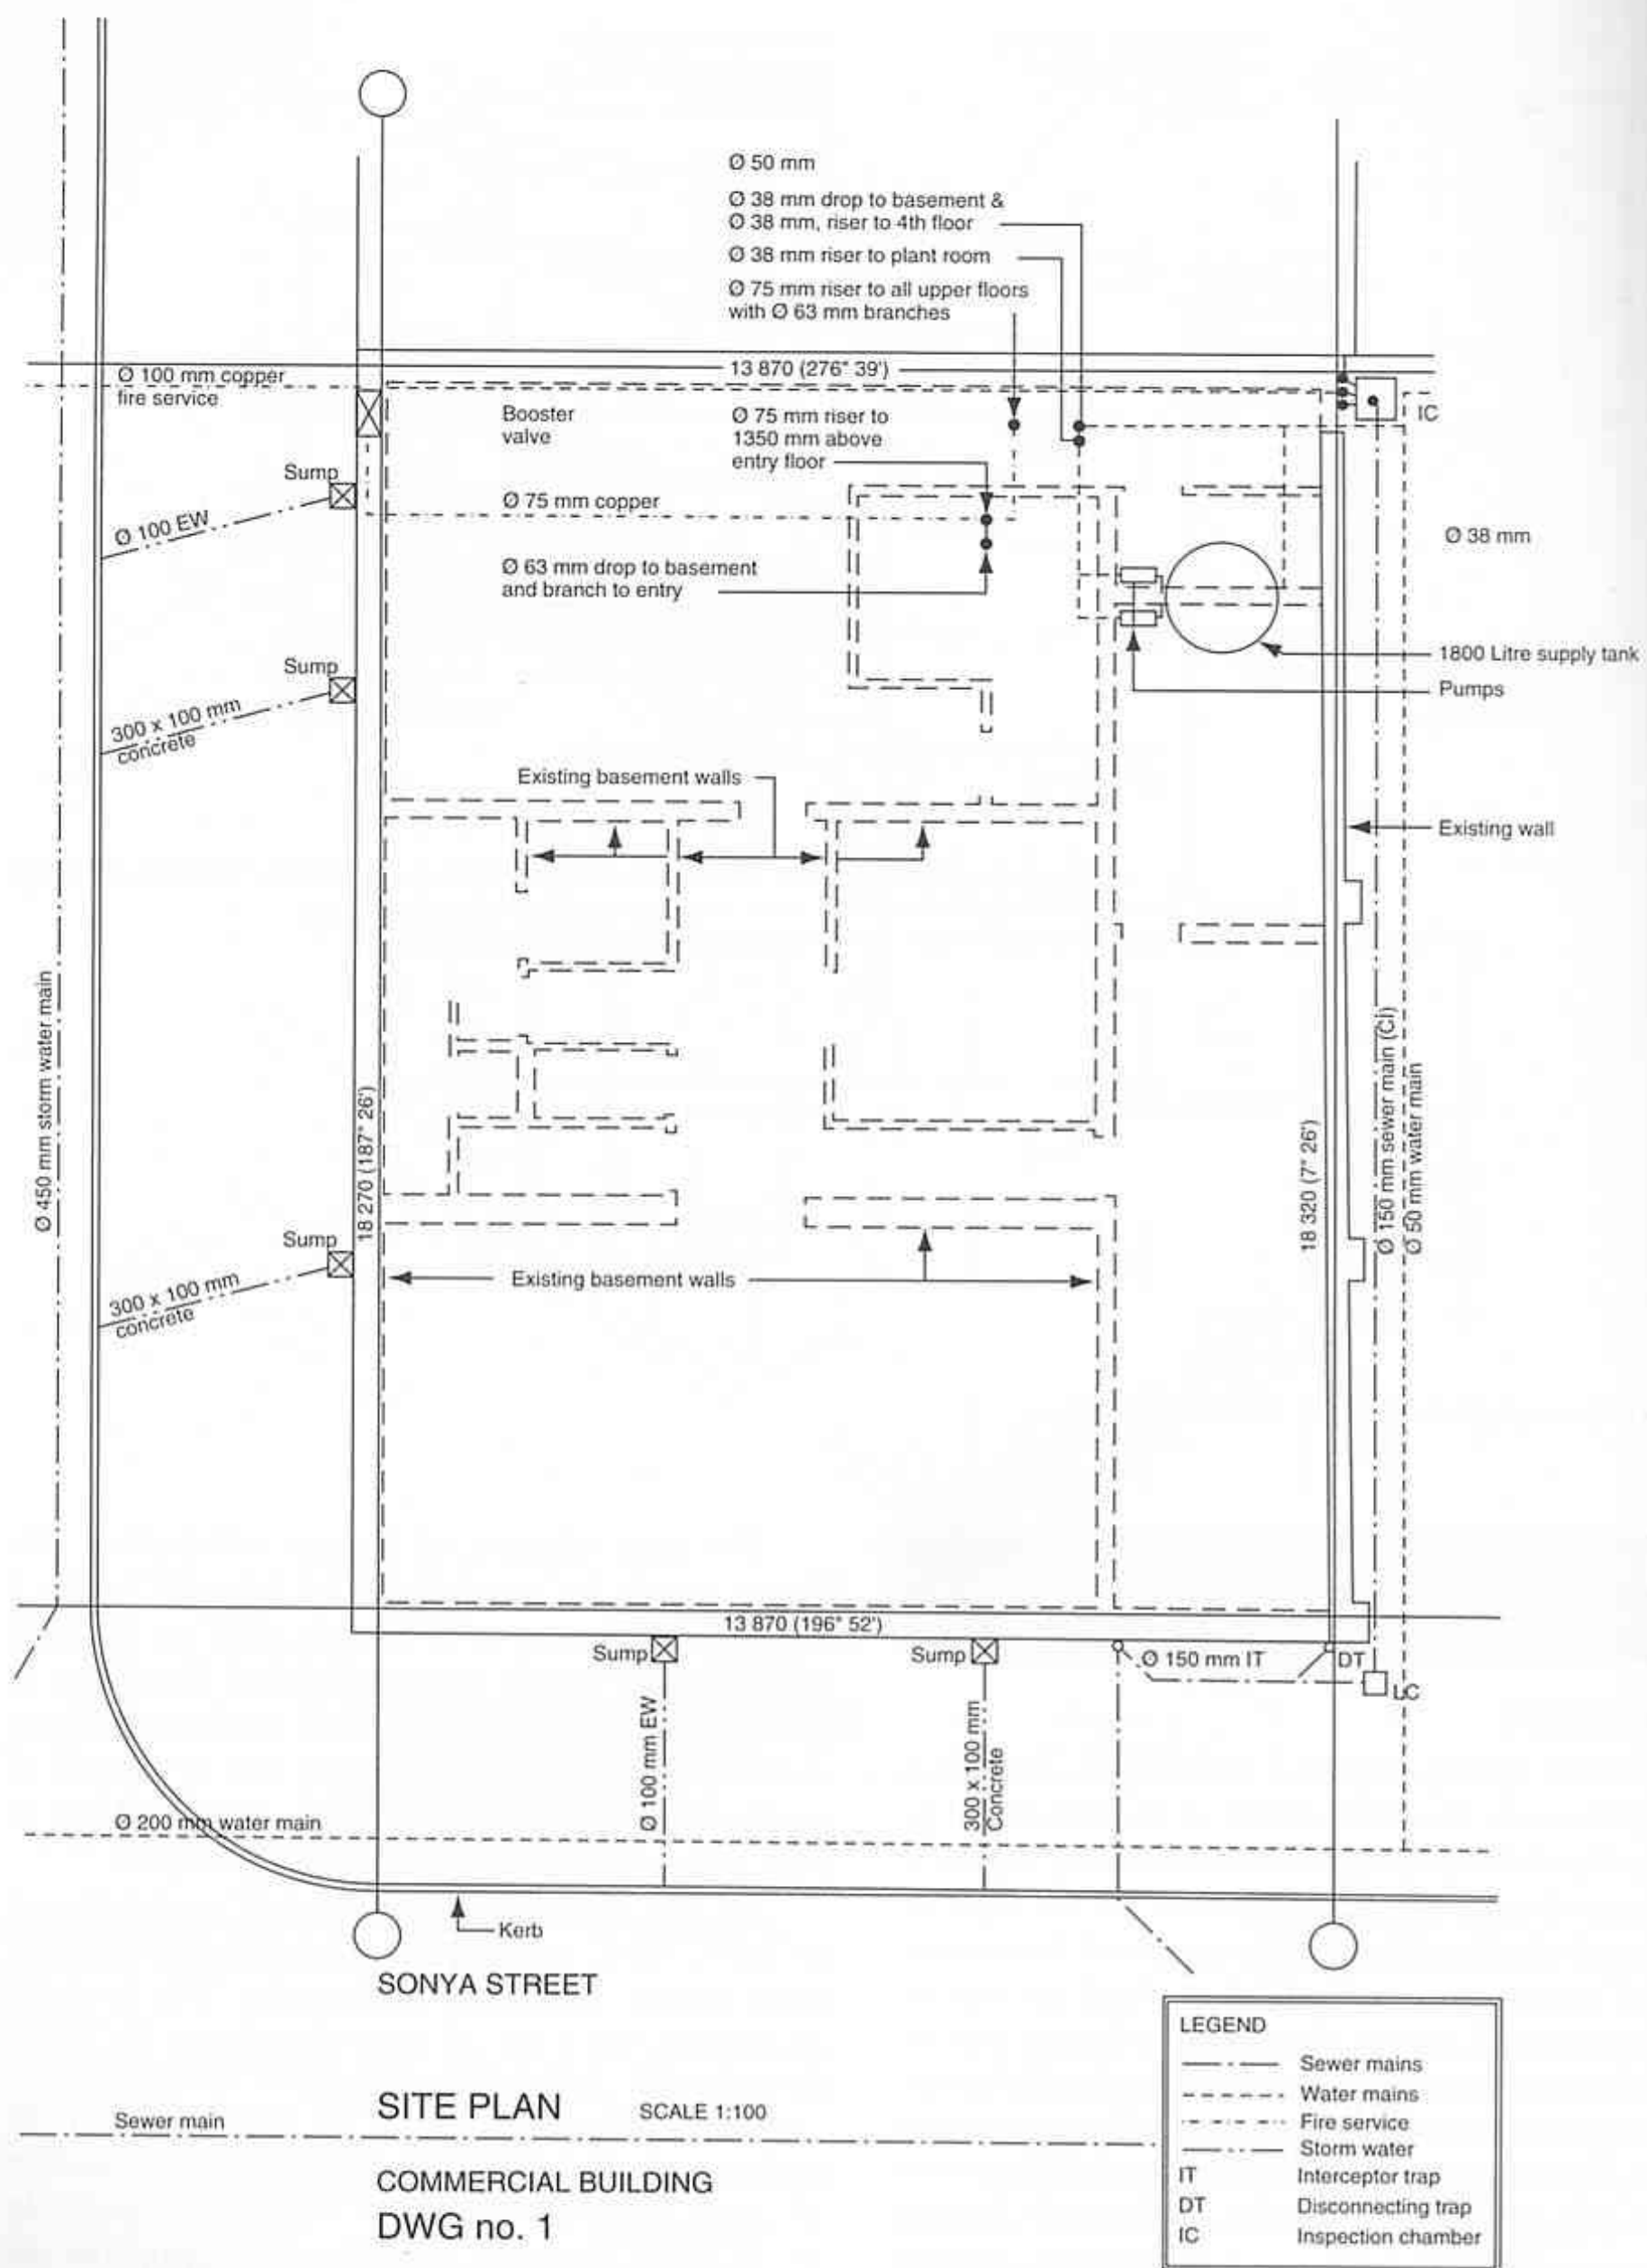 Ø 50 mm
Ø 38 mm drop to basement &
Ø 38 mm, riser to 4th floor
Ø 38 mm riser to plant room
Ø 75 mm riser to all upper floors
with Ø 63 mm branches
13 870 (276° 39')
Ø 100 mm copper
fire service
Booster
valve
Ø 75 mm riser to
1350 mm above
entry floor
IC
Sump
Ø 100 EW
Ø 75 mm copper
Ø 38 mm
Ø 63 mm drop to basement
and branch to entry
1800 Litre supply tank
Sump
Pumps
300 x 100 mm
concrete
Existing basement walls
Existing wall
Ø 450 mm storm water main
18 270 (187° 26')
18 320 (7° 26')
Ø 150 mm sewer main (CI)
Ø 50 mm water main
Sump
300 x 100 mm
concrete
Existing basement walls
13 870 (196° 52')
Sump
Sump
Ø 150 mm IT
DT
LC
Ø 100 mm EW
300 x 100 mm
Concrete
Ø 200 mm water main
Kerb
SONYA STREET
SITE PLAN
SCALE 1:100
Sewer main
COMMERCIAL BUILDING
DWG no. 1
LEGEND
Sewer mains
Water mains
Fire service
Storm water
IT Interceptor trap
DT Disconnecting trap
IC Inspection chamber